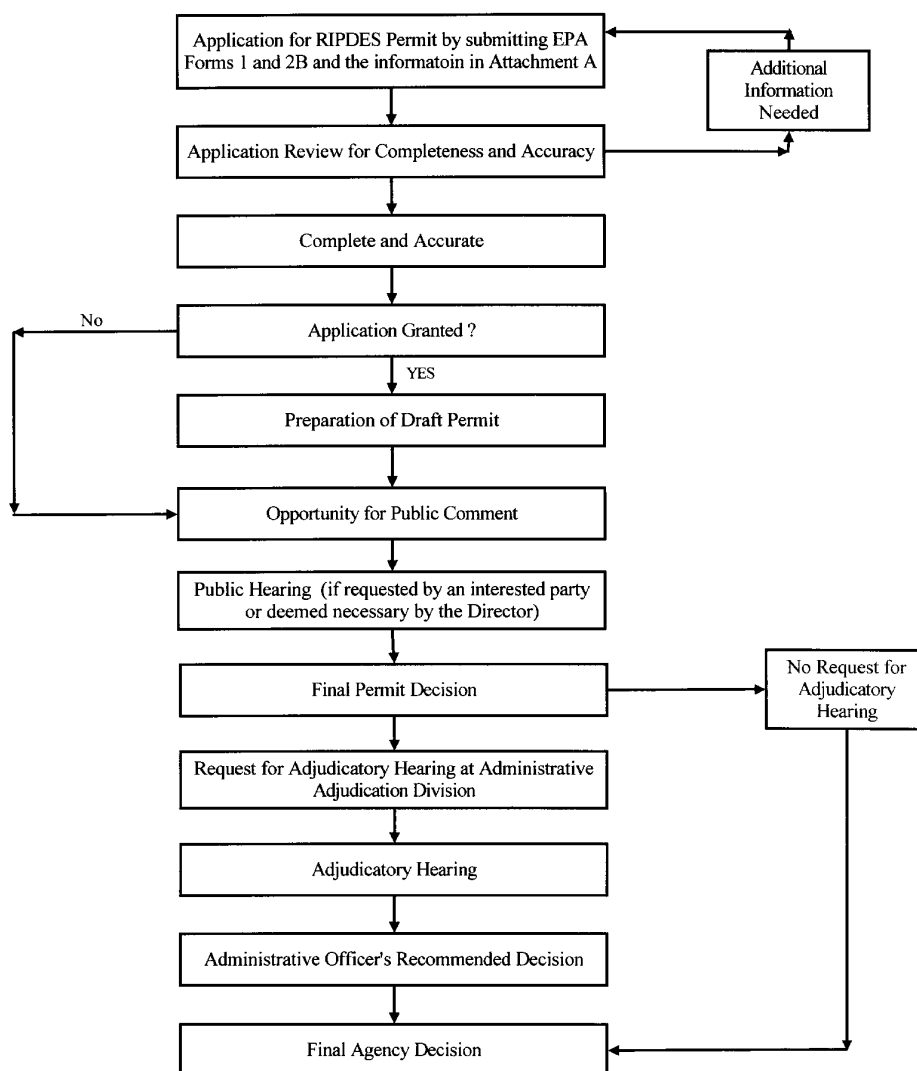 Application for RIPDES Permit by submitting EPA
Forms 1 and 2B and the informatoin in Attachment A
Additional
Information
Needed
Application Review for Completeness and Accuracy
Complete and Accurate
No
Application Granted ?
YES
Preparation of Draft Permit
Opportunity for Public Comment
Public Hearing (if requested by an interested party
or deemed necessary by the Director)
Final Permit Decision
No Request for
Adjudicatory
Hearing
Request for Adjudicatory Hearing at Administrative
Adjudication Division
Adjudicatory Hearing
Administrative Officer's Recommended Decision
Final Agency Decision